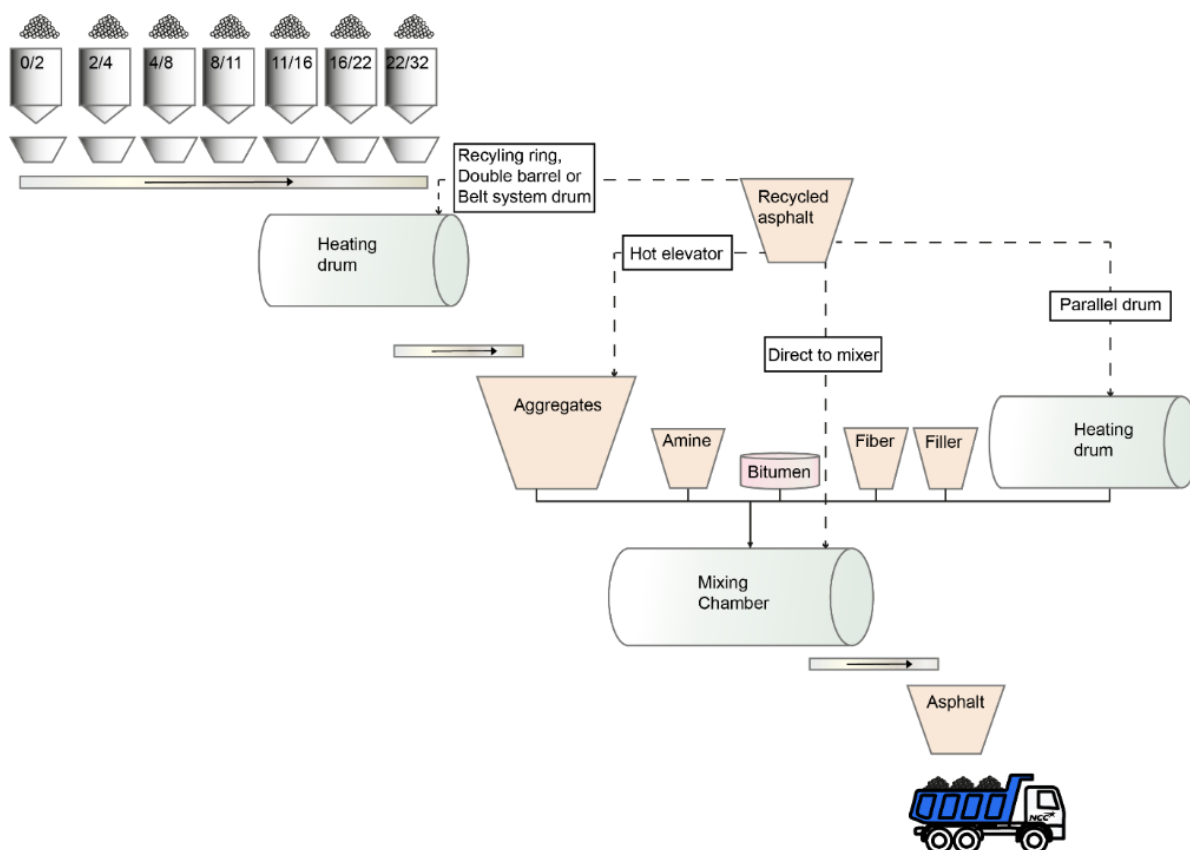 0/2
2/4
4/8
8/11
11/16
16/22
22/32
Recyling ring,
Double barrel or
Belt system drum
Recycled
asphalt
Heating
drum
Hot elevator
Parallel drum
Direct to mixer
Aggregates
Amine
Bitumen
Fiber
Filler
Heating
drum
Mixing
Chamber
Asphalt
NCC